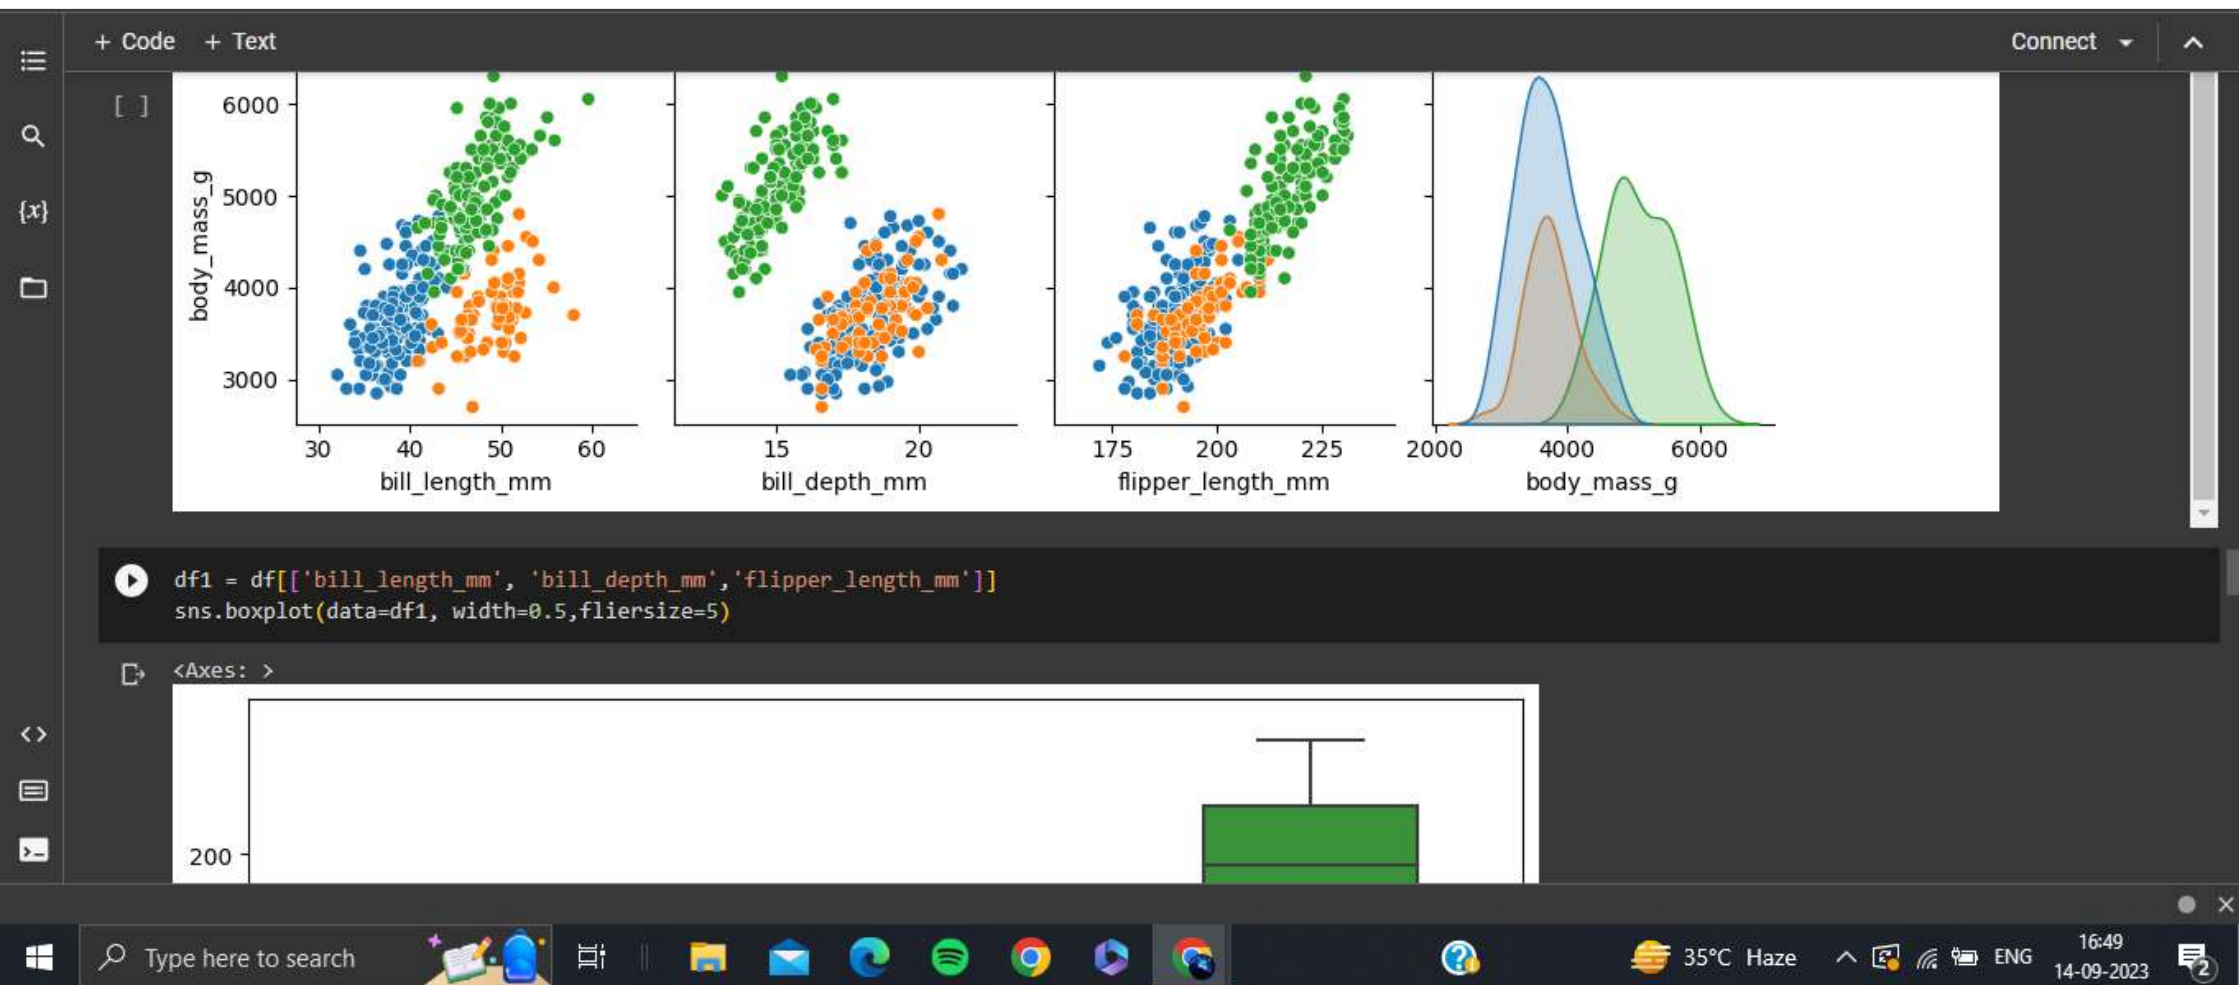 + Code + Text
Connect
[ ]
{x}
6000
5000
4000
3000
body_mass_g
30 40 50 60
15 20
175 200 225
2000 4000 6000
bill_length_mm
bill_depth_mm
flipper_length_mm
body_mass_g
df1 = df[['bill_length_mm', 'bill_depth_mm','flipper_length_mm']]
sns.boxplot(data=df1, width=0.5,fliersize=5)
<Axes: >
200
Type here to search
35°C Haze
ENG
16:49
14-09-2023
2